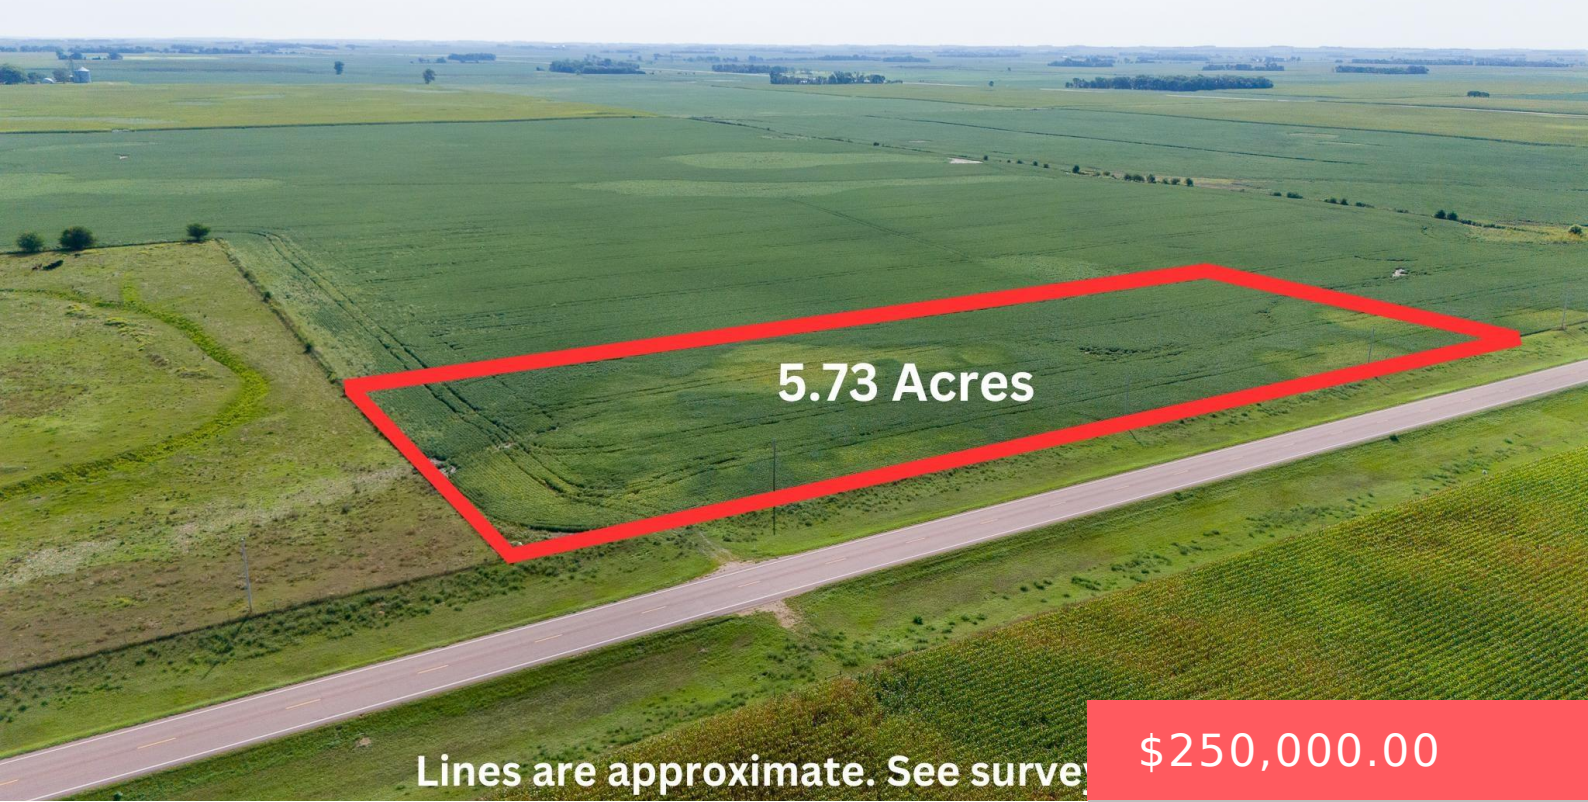 5.73 Acres
Lines are approximate. See survey
$250,000.00